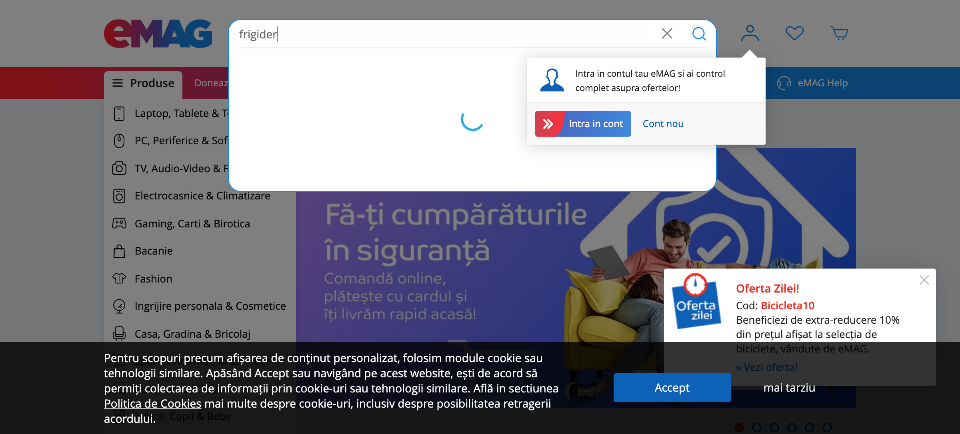 eMAG
frigider
Intra in contul tau eMAG si ai control
complet asupra ofertelor!
Intra in cont
Cont nou
Produse
Doneaz
eMAG Help
Laptop, Tablete & T
PC, Periferice & Sof
TV, Audio-Video & F
Electrocasnice & Climatizare
Gaming, Carti & Birotica
Bacanie
Fashion
Ingrijire personala & Cosmetice
Casa, Gradina & Bricolaj
Fă-ți cumpărăturile
în siguranță
Comandă online,
plătește cu cardul și
îți livrăm rapid acasă!
Oferta
zilei
Oferta Zilei!
Cod: Bicicleta10
Beneficiezi de extra-reducere 10%
din prețul afișat la selecția de
biciclete, vândute de eMAG.
» Vezi oferta!
Pentru scopuri precum afișarea de conținut personalizat, folosim module cookie sau
tehnologii similare. Apăsând Accept sau navigând pe acest website, ești de acord să
permiți colectarea de informații prin cookie-uri sau tehnologii similare. Află in sectiunea
Politica de Cookies mai multe despre cookie-uri, inclusiv despre posibilitatea retragerii
acordului.
Accept
mai tarziu
Copii & Bebe